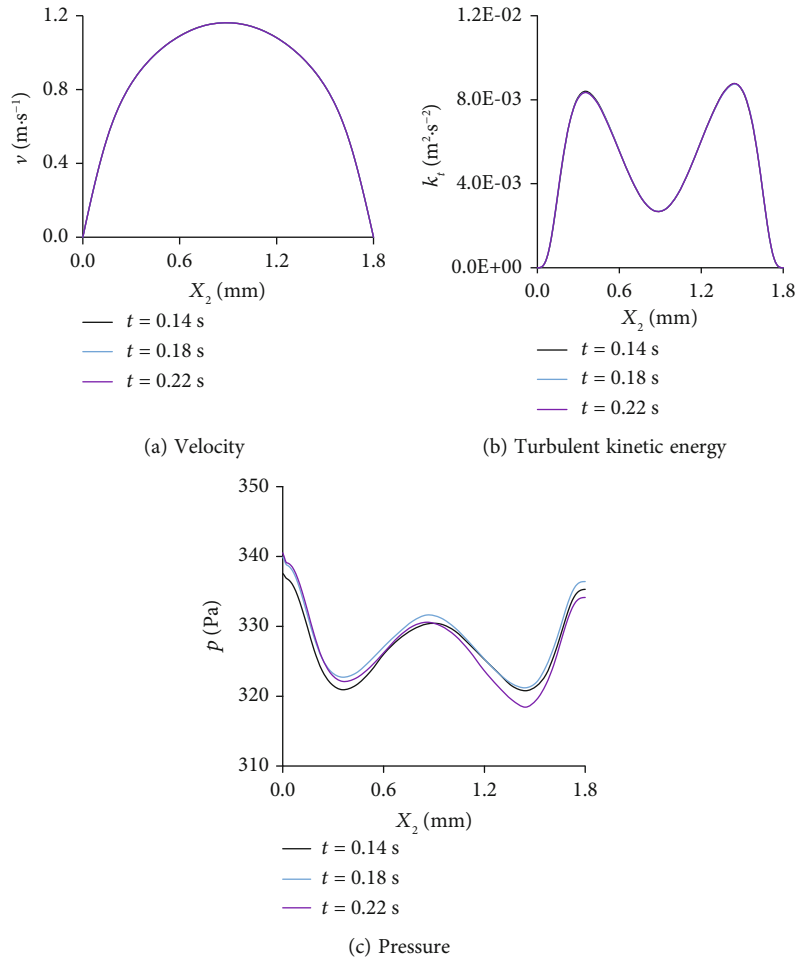 1.2
0.8
0.4
0.0
v (m·s⁻¹)
0.0 0.6 1.2 1.8
X₂ (mm)
t = 0.14 s
t = 0.18 s
t = 0.22 s
(a) Velocity
1.2E-02
8.0E-03
4.0E-03
0.0E+00
kₜ (m²·s⁻²)
0.0 0.6 1.2 1.8
X₂ (mm)
t = 0.14 s
t = 0.18 s
t = 0.22 s
(b) Turbulent kinetic energy
350
340
330
320
310
p (Pa)
0.0 0.6 1.2 1.8
X₂ (mm)
t = 0.14 s
t = 0.18 s
t = 0.22 s
(c) Pressure